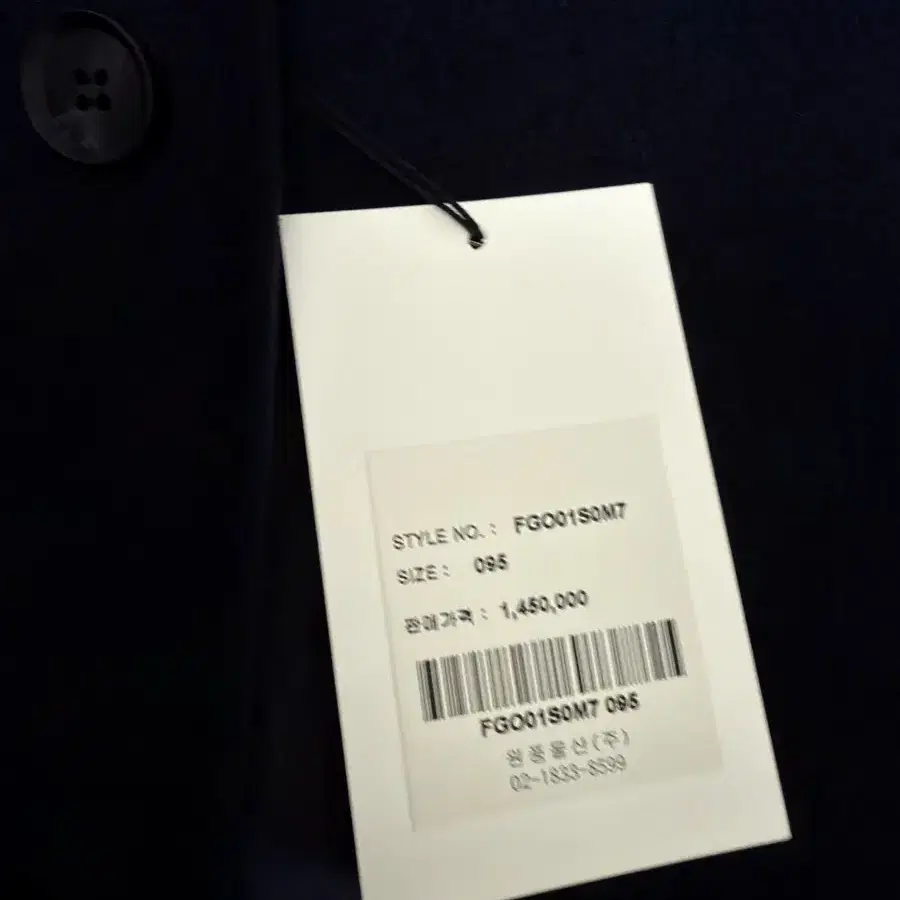 STYLE NO. : FGO01S0M7
SIZE : 095
판매가격 : 1,450,000
FGO01S0M7 095
원풍물산(주)
02-1833-8599